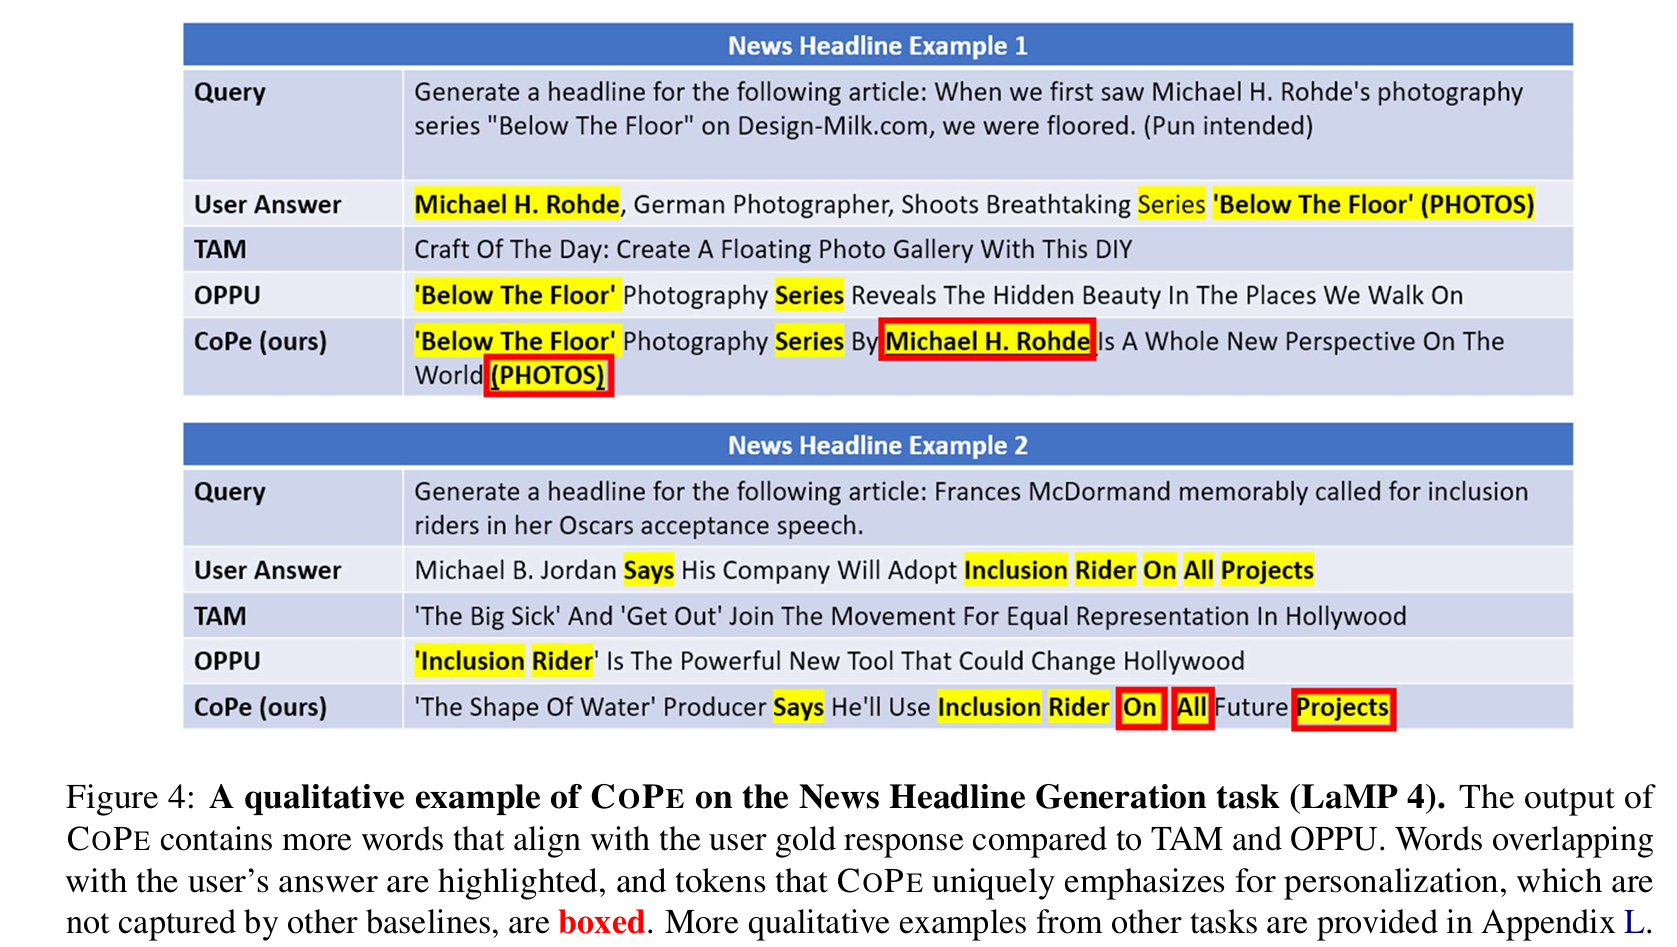 News Headline Example 1
Query
Generate a headline for the following article: When we first saw Michael H. Rohde's photography
series "Below The Floor" on Design-Milk.com, we were floored. (Pun intended)
User Answer
Michael H. Rohde, German Photographer, Shoots Breathtaking Series 'Below The Floor' (PHOTOS)
TAM
Craft Of The Day: Create A Floating Photo Gallery With This DIY
OPPU
'Below The Floor' Photography Series Reveals The Hidden Beauty In The Places We Walk On
CoPe (ours)
'Below The Floor' Photography Series By Michael H. Rohde Is A Whole New Perspective On The
World (PHOTOS)
News Headline Example 2
Query
Generate a headline for the following article: Frances McDormand memorably called for inclusion
riders in her Oscars acceptance speech.
User Answer
Michael B. Jordan Says His Company Will Adopt Inclusion Rider On All Projects
TAM
'The Big Sick' And 'Get Out' Join The Movement For Equal Representation In Hollywood
OPPU
'Inclusion Rider' Is The Powerful New Tool That Could Change Hollywood
CoPe (ours)
'The Shape Of Water' Producer Says He'll Use Inclusion Rider On All Future Projects
Figure 4: A qualitative example of COPE on the News Headline Generation task (LaMP 4). The output of
COPE contains more words that align with the user gold response compared to TAM and OPPU. Words overlapping
with the user's answer are highlighted, and tokens that COPE uniquely emphasizes for personalization, which are
not captured by other baselines, are boxed. More qualitative examples from other tasks are provided in Appendix L.